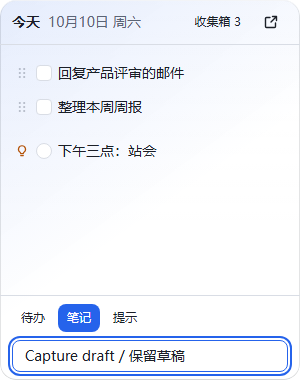 今天 10月10日 周六 收集箱 3
回复产品评审的邮件
整理本周周报
下午三点：站会
待办 笔记 提示
Capture draft / 保留草稿